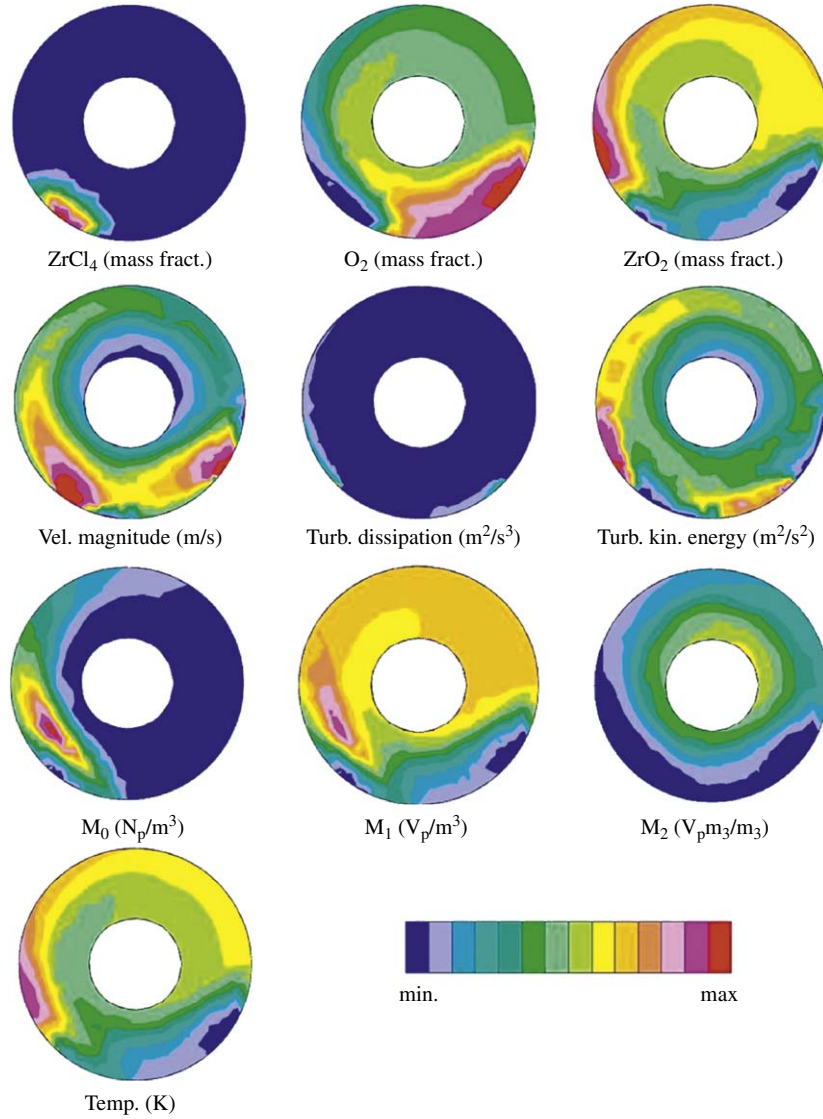 ZrCl₄ (mass fract.) O₂ (mass fract.) ZrO₂ (mass fract.)
Vel. magnitude (m/s) Turb. dissipation (m²/s³) Turb. kin. energy (m²/s²)
M₀ (Nₚ/m³) M₁ (Vₚ/m³) M₂ (Vₚm₃/m₃)
min. max
Temp. (K)